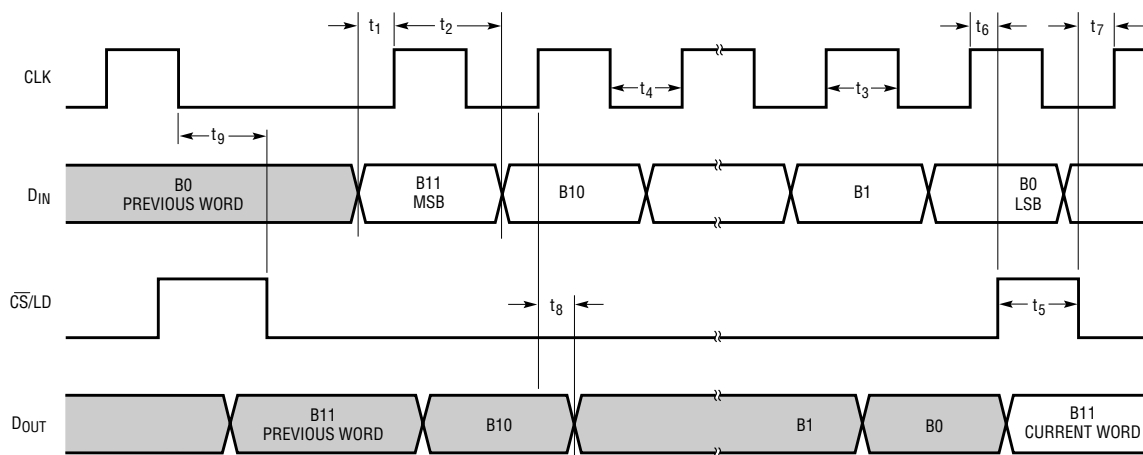 t1 t2 t6 t7
CLK
t4 t3
t9
DIN
B0
PREVIOUS WORD
B11
MSB
B10
B1
B0
LSB
CS/LD
t8
t5
DOUT
B11
PREVIOUS WORD
B10
B1
B0
B11
CURRENT WORD